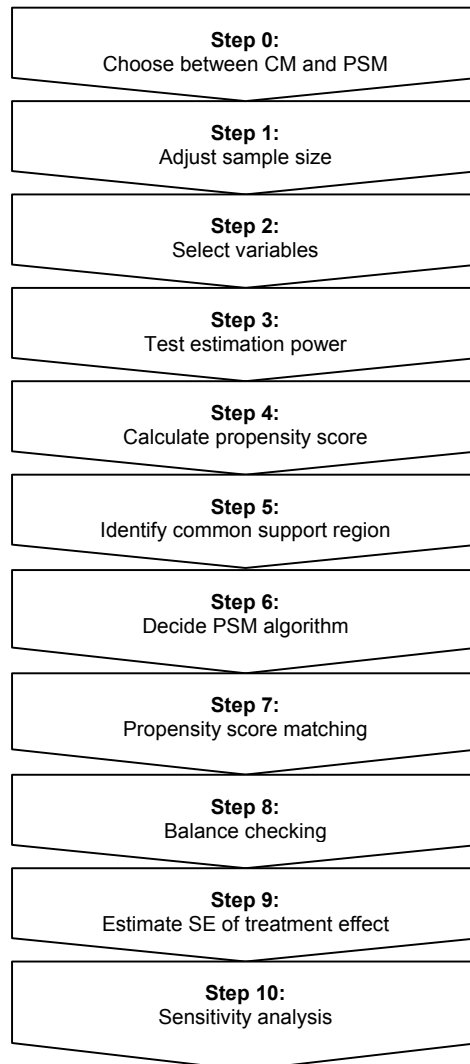 Step 0:
Choose between CM and PSM
Step 1:
Adjust sample size
Step 2:
Select variables
Step 3:
Test estimation power
Step 4:
Calculate propensity score
Step 5:
Identify common support region
Step 6:
Decide PSM algorithm
Step 7:
Propensity score matching
Step 8:
Balance checking
Step 9:
Estimate SE of treatment effect
Step 10:
Sensitivity analysis